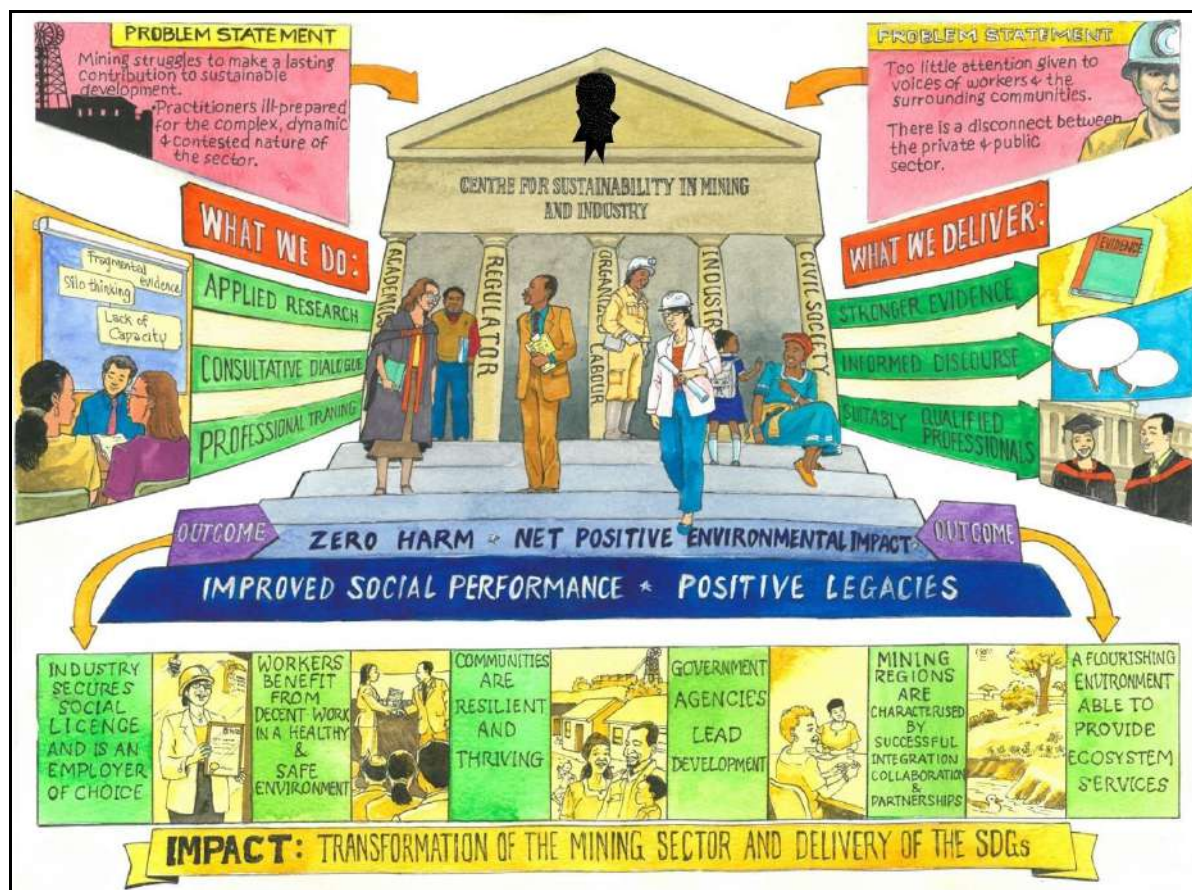 PROBLEM STATEMENT
Mining struggles to make a lasting
contribution to sustainable
development.
·Practitioners ill-prepared
for the complex, dynamic
& contested nature of
the sector.
PROBLEM STATEMENT
Too little attention given to
voices of workers & the
surrounding communities.
There is a disconnect between
the private & public
sector.
CENTRE FOR SUSTAINABILITY IN MINING
AND INDUSTRY
WHAT WE
DO:
APPLIED RESEARCH
CONSULTATIVE DIALOGUE
PROFESSIONAL TRANING
Fragmental
evidence
Silo thinking
Lack of
Capacity
ACADEMIC
REGULATOR
ORGANIZED LABOUR
INDUSTR
CIVIL SOCIETY
WHAT WE DELIVER:
STRONGER EVIDENCE
INFORMED DISCOURSE
SUITABLY QUALIFIED
PROFESSIONALS
EVIDENCE
OUTCOME
ZERO HARM * NET POSITIVE ENVIRONMENTAL IMPACT
OUTCOME
IMPROVED SOCIAL PERFORMANCE * POSITIVE LEGACIES
INDUSTRY
SECURES
SOCIAL
LICENCE
AND IS AN
EMPLOYER
OF CHOICE
WORKERS
BENEFIT
FROM
DECENT WORK
IN A HEALTHY
&
SAFE
ENVIRONMENT
COMMUNITIES
ARE
RESILIENT
AND
THRIVING
GOVERNMENT
AGENCIES
LEAD
DEVELOPMENT
MINING
REGIONS
ARE
CHARACTERISED
BY
SUCCESSFUL
INTEGRATION
COLLABORATION
&
PARTNERSHIPS
A FLOURISHING
ENVIRONMENT
ABLE TO
PROVIDE
ECOSYSTEM
SERVICES
IMPACT: TRANSFORMATION OF THE MINING SECTOR AND DELIVERY OF THE SDGs